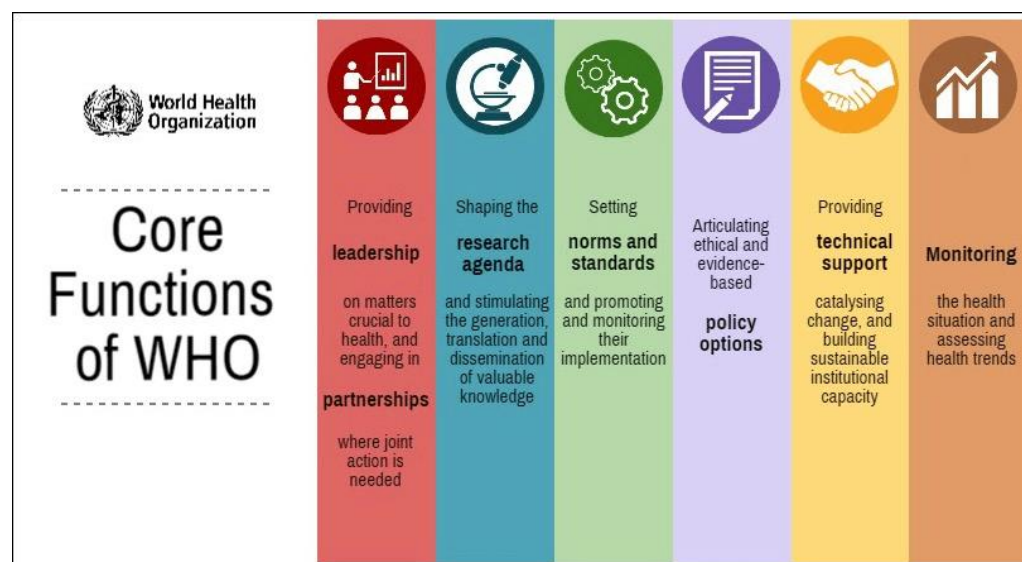 World Health
Organization
Core
Functions
of WHO
Providing
leadership
on matters
crucial to
health, and
engaging in
partnerships
where joint
action is
needed
Shaping the
research
agenda
and stimulating
the generation,
translation and
dissemination
of valuable
knowledge
Setting
norms and
standards
and promoting
and monitoring
their
implementation
Articulating
ethical and
evidence-
based
policy
options
Providing
technical
support
catalysing
change, and
building
sustainable
institutional
capacity
Monitoring
the health
situation and
assessing
health trends